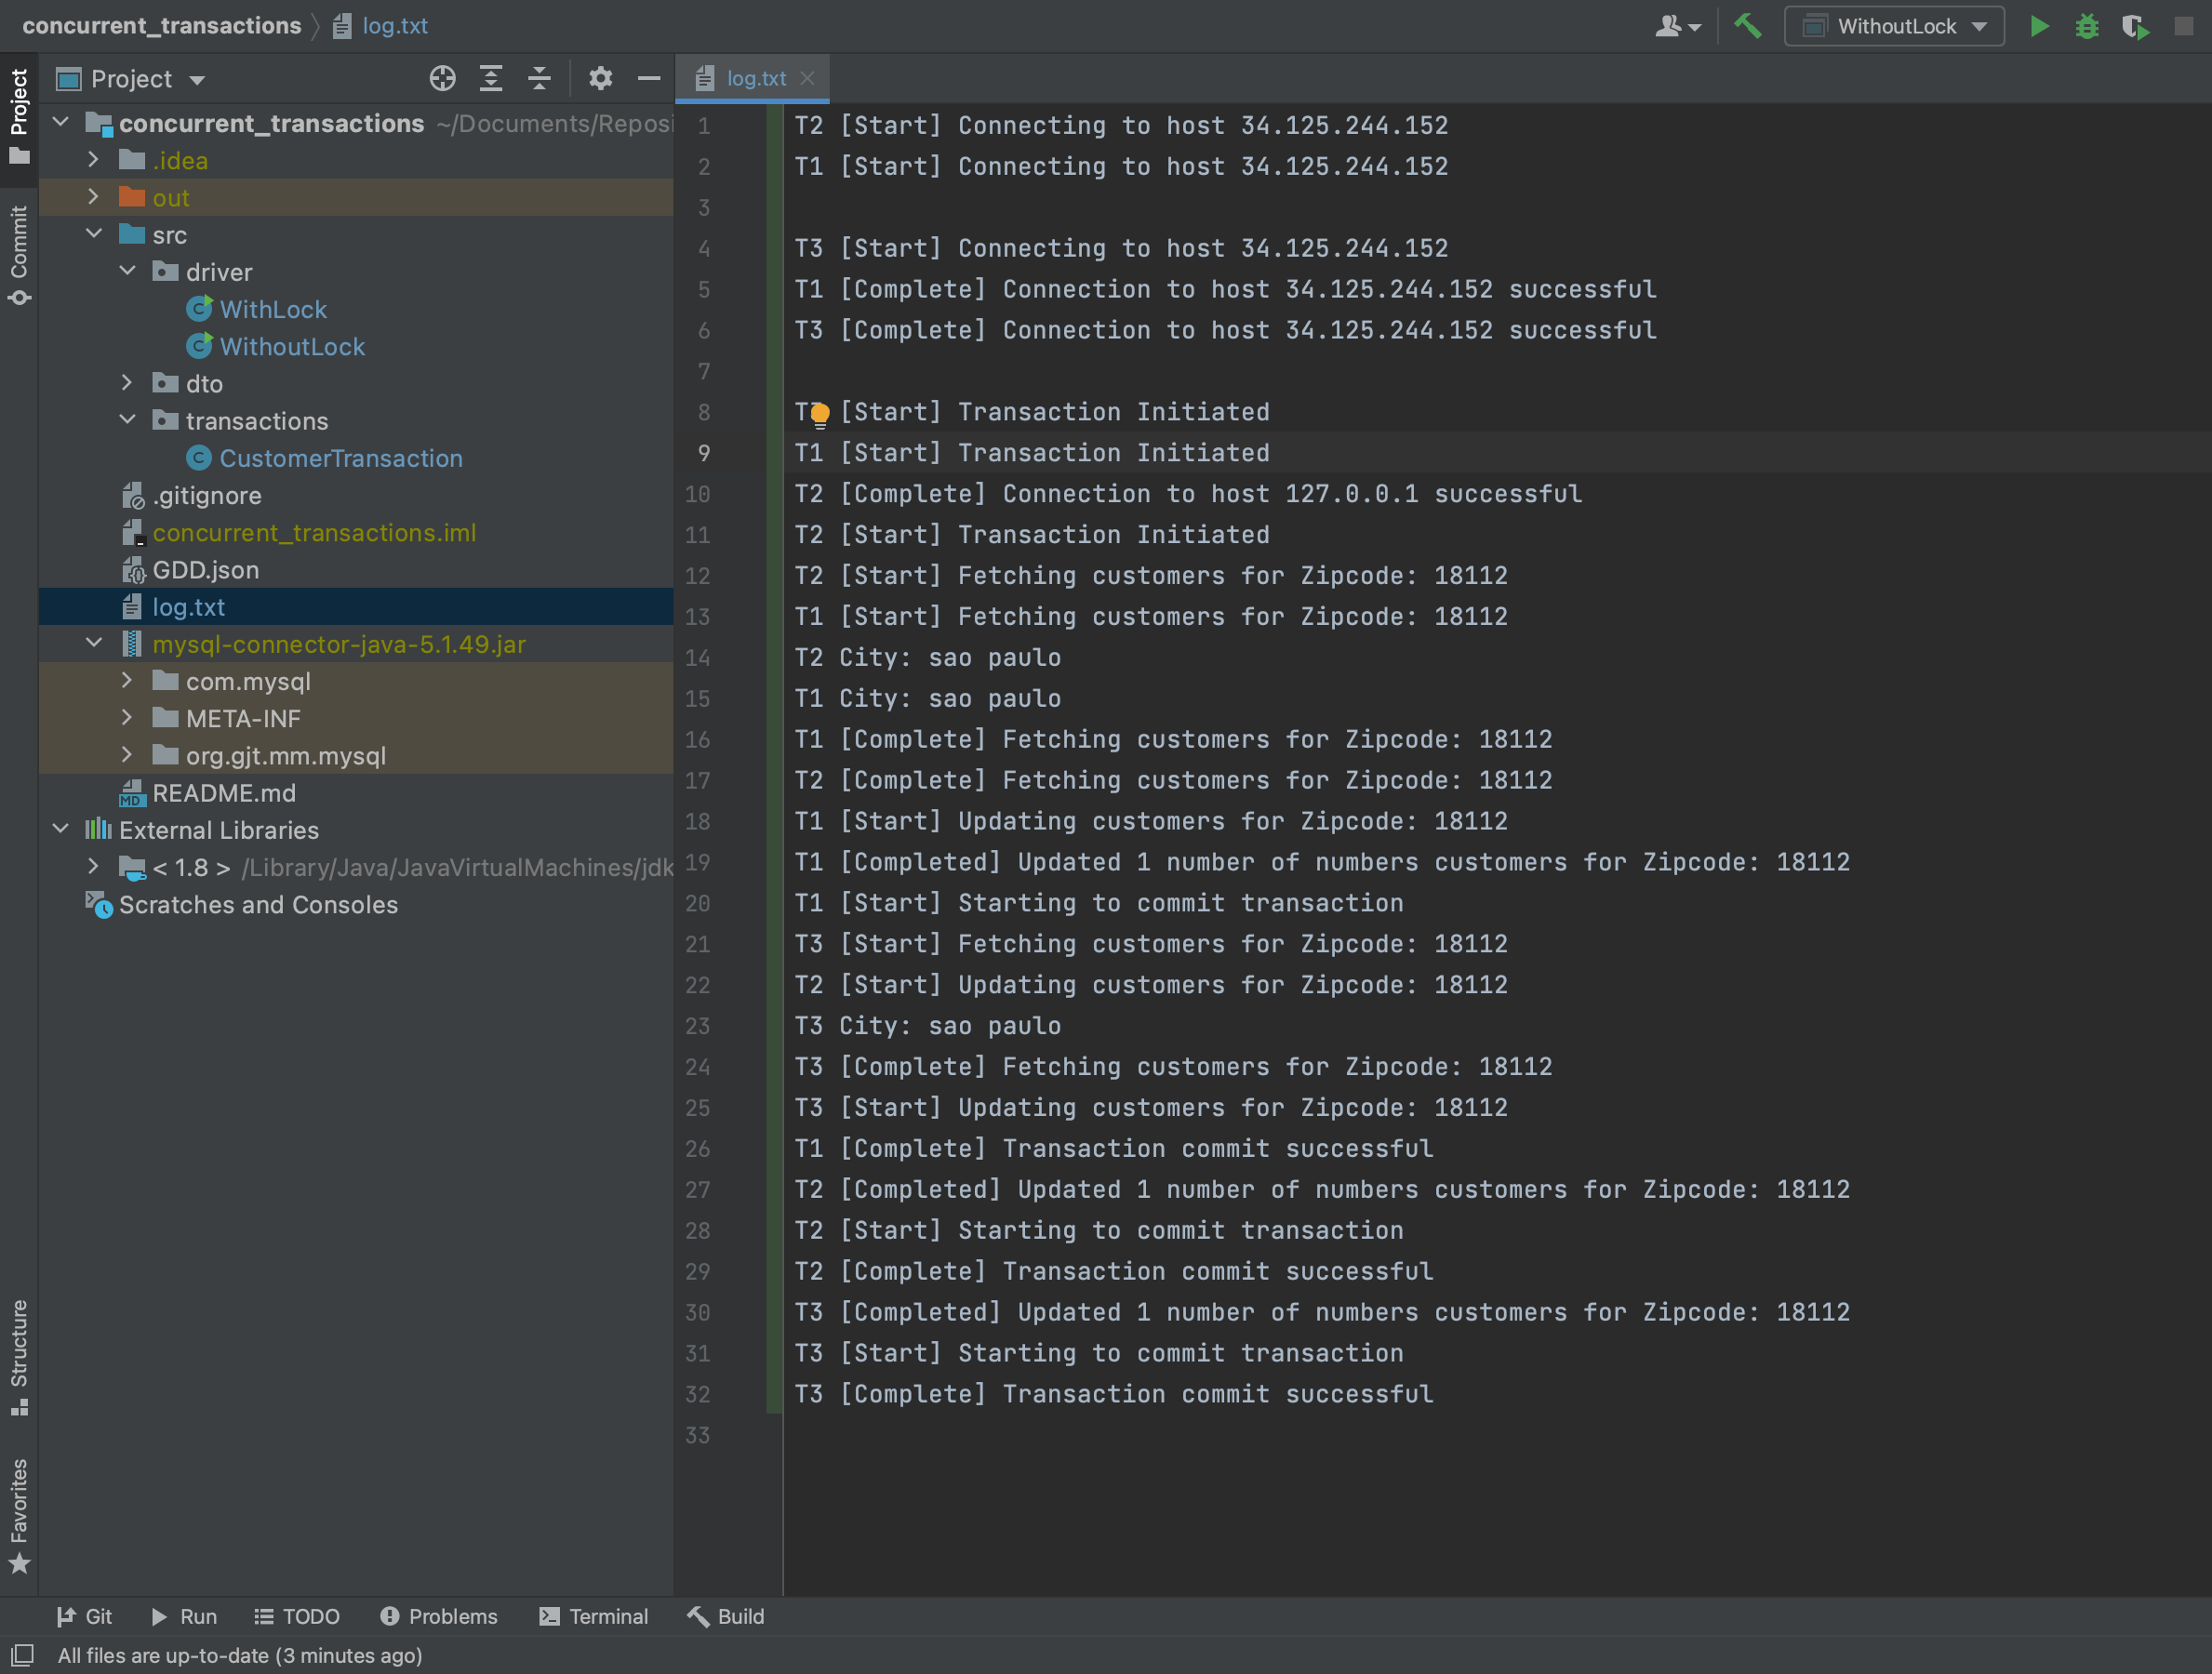 concurrent_transactions
log.txt
WithoutLock
Project
Project
log.txt
concurrent_transactions ~/Documents/Reposi
.idea
out
src
driver
WithLock
WithoutLock
dto
transactions
CustomerTransaction
.gitignore
concurrent_transactions.iml
GDD.json
log.txt
mysql-connector-java-5.1.49.jar
com.mysql
META-INF
org.gjt.mm.mysql
README.md
External Libraries
< 1.8 > /Library/Java/JavaVirtualMachines/jdk
Scratches and Consoles
Commit
Structure
Favorites
1 T2 [Start] Connecting to host 34.125.244.152
2 T1 [Start] Connecting to host 34.125.244.152
3
4 T3 [Start] Connecting to host 34.125.244.152
5 T1 [Complete] Connection to host 34.125.244.152 successful
6 T3 [Complete] Connection to host 34.125.244.152 successful
7
8 [Start] Transaction Initiated
9 T1 [Start] Transaction Initiated
10 T2 [Complete] Connection to host 127.0.0.1 successful
11 T2 [Start] Transaction Initiated
12 T2 [Start] Fetching customers for Zipcode: 18112
13 T1 [Start] Fetching customers for Zipcode: 18112
14 T2 City: sao paulo
15 T1 City: sao paulo
16 T1 [Complete] Fetching customers for Zipcode: 18112
17 T2 [Complete] Fetching customers for Zipcode: 18112
18 T1 [Start] Updating customers for Zipcode: 18112
19 T1 [Completed] Updated 1 number of numbers customers for Zipcode: 18112
20 T1 [Start] Starting to commit transaction
21 T3 [Start] Fetching customers for Zipcode: 18112
22 T2 [Start] Updating customers for Zipcode: 18112
23 T3 City: sao paulo
24 T3 [Complete] Fetching customers for Zipcode: 18112
25 T3 [Start] Updating customers for Zipcode: 18112
26 T1 [Complete] Transaction commit successful
27 T2 [Completed] Updated 1 number of numbers customers for Zipcode: 18112
28 T2 [Start] Starting to commit transaction
29 T2 [Complete] Transaction commit successful
30 T3 [Completed] Updated 1 number of numbers customers for Zipcode: 18112
31 T3 [Start] Starting to commit transaction
32 T3 [Complete] Transaction commit successful
33
Git Run TODO Problems Terminal Build
All files are up-to-date (3 minutes ago)